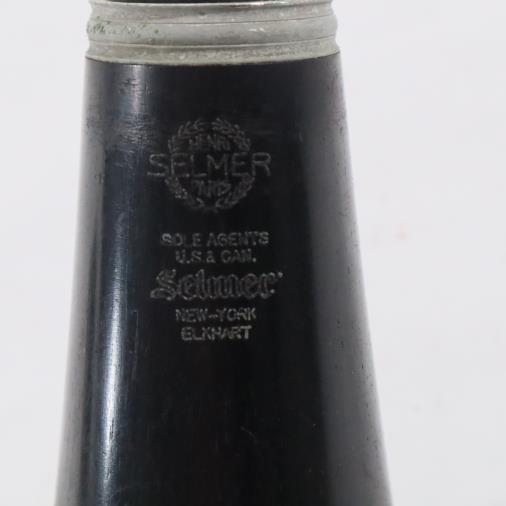 HENRI
SELMER
PARIS
SOLE AGENTS
U.S & CAN.
Selmer
NEW-YORK
ELKHART